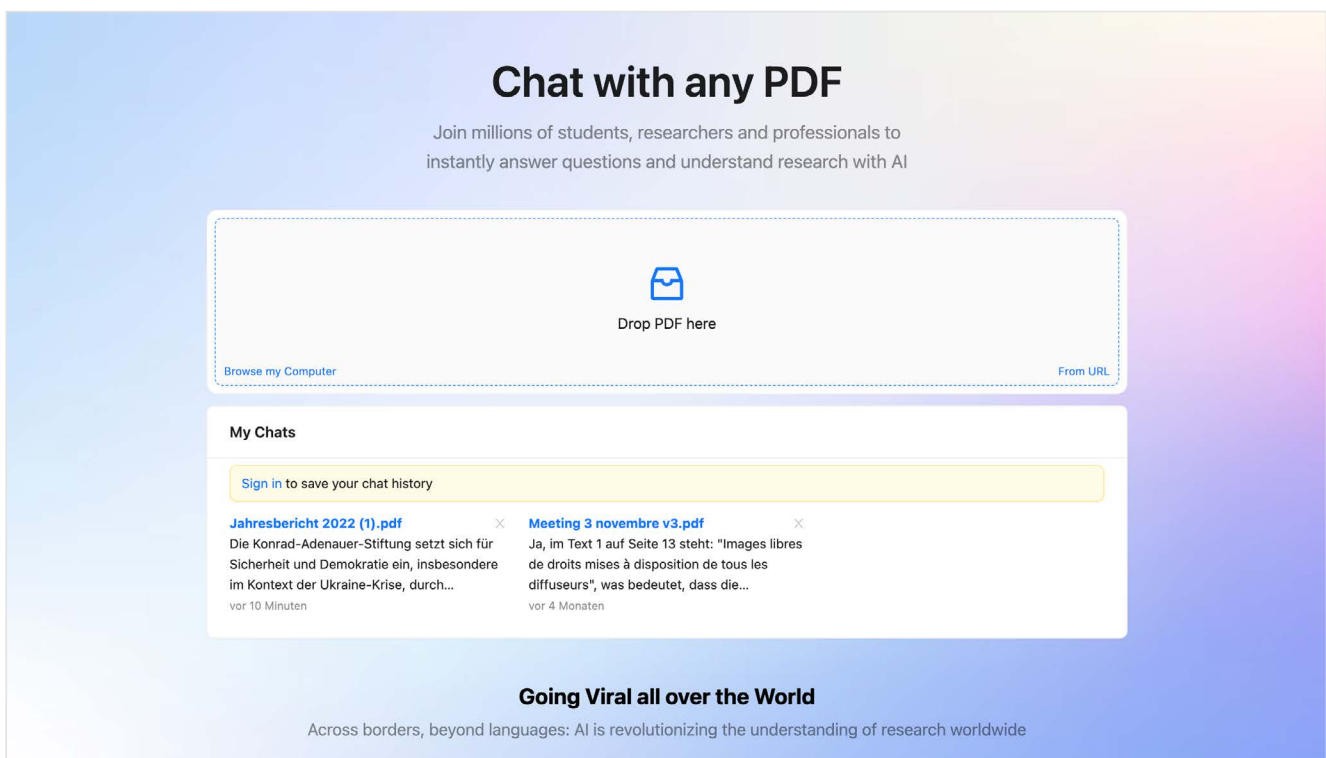 Chat with any PDF
Join millions of students, researchers and professionals to
instantly answer questions and understand research with AI
Drop PDF here
Browse my Computer
From URL
My Chats
Sign in to save your chat history
Jahresbericht 2022 (1).pdf
Die Konrad-Adenauer-Stiftung setzt sich für
Sicherheit und Demokratie ein, insbesondere
im Kontext der Ukraine-Krise, durch...
vor 10 Minuten
Meeting 3 novembre v3.pdf
Ja, im Text 1 auf Seite 13 steht: "Images libres
de droits mises à disposition de tous les
diffuseurs", was bedeutet, dass die...
vor 4 Monaten
Going Viral all over the World
Across borders, beyond languages: AI is revolutionizing the understanding of research worldwide